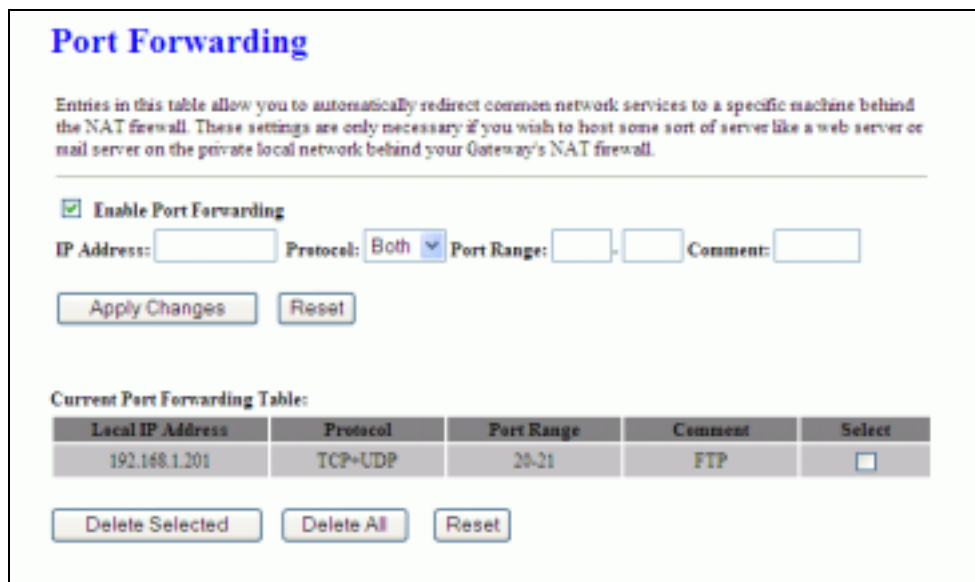 Port Forwarding
Entries in this table allow you to automatically redirect common network services to a specific machine behind
the NAT firewall. These settings are only necessary if you wish to host some sort of server like a web server or
mail server on the private local network behind your Gateway's NAT firewall.
Enable Port Forwarding
IP Address: Protocol: Both Port Range: - Comment:
Apply Changes Reset
Current Port Forwarding Table:
Local IP Address Protocol Port Range Comment Select
192.168.1.201 TCP+UDP 20-21 FTP
Delete Selected Delete All Reset